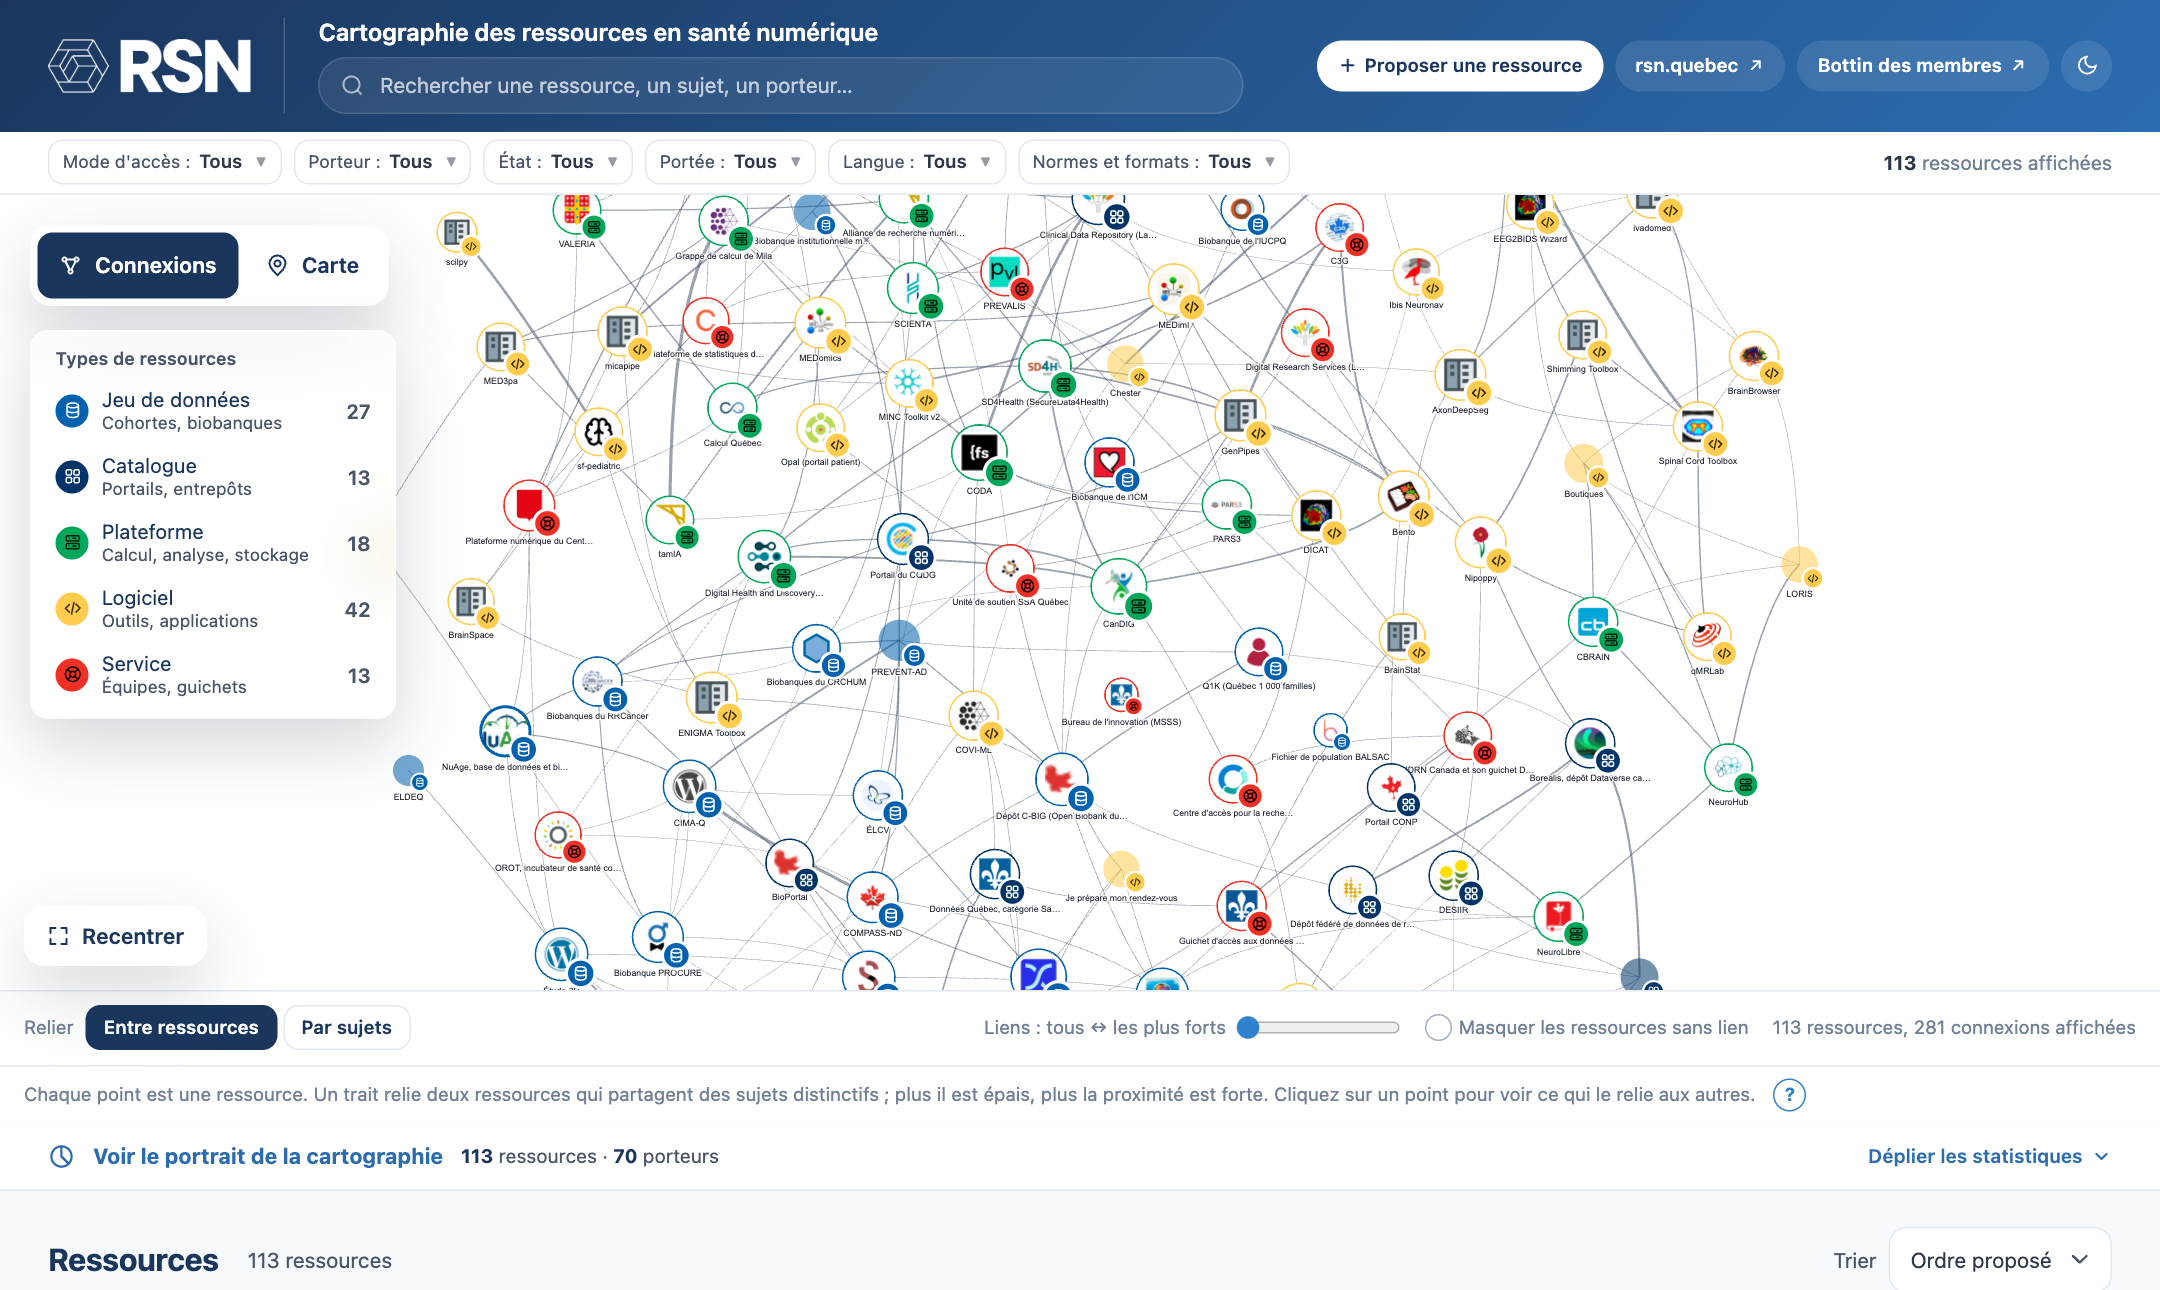 RSN
Cartographie des ressources en santé numérique
Rechercher une ressource, un sujet, un porteur...
+ Proposer une ressource
rsn.quebec ↗
Bottin des membres ↗
Mode d'accès : Tous ▼
Porteur : Tous ▼
État : Tous ▼
Portée : Tous ▼
Langue : Tous ▼
Normes et formats : Tous ▼
113 ressources affichées
Connexions
Carte
Types de ressources
Jeu de données
Cohortes, biobanques
27
Catalogue
Portails, entrepôts
13
Plateforme
Calcul, analyse, stockage
18
Logiciel
Outils, applications
42
Service
Équipes, guichets
13
scilpy
VALERIA
Grappe de calcul de Mila
Biobanque institutionnelle m...
Alliance de recherche numéri...
Clinical Data Repository (La...
Biobanque de l'IUCPQ
C3G
EEG2BIDS Wizard
ivadomed
SCIENTA
PREVALIS
MEDiml
Ibis Neuronav
MED3pa
micapipe
lateforme de statistiques d...
MEDomics
MINC Toolkit v2
SD4H
SD4Health (SecureData4Health)
Chester
Digital Research Services (L...
AxonDeepSeg
Shimming Toolbox
BrainBrowser
sf-pediatric
Calcul Québec
Opal (portail patient)
{fs
CODA
Biobanque de l'ICM
GenPipes
Spinal Cord Toolbox
Boutiques
Plateforme numérique du Cent...
tamIA
Digital Health and Discovery...
Portail du CQDG
Unité de soutien SSA Québec
CanDIG
PARS3
PARS3
DICAT
Bento
Nipoppy
LORIS
BrainSpace
Biobanques du CRCHUM
PREVENT-AD
Q1K (Québec 1 000 familles)
BrainStat
cb
CBRAIN
qMRLab
Biobanques du RRCancer
ENIGMA Toolbox
COVI-ML
Bureau de l'innovation (MSSS)
Fichier de population BALSAC
DRN Canada et son guichet D...
Borealis, dépôt Dataverse ca...
NuAge, base de données et bi...
ELDEQ
CIMA-Q
ÉLCV
Dépôt C-BIG (Open Biobank du...
Centre d'accès pour la reche...
Portail CONP
NeuroHub
OROT, incubateur de santé co...
BioPortal
COMPASS-ND
Données Québec, catégorie Sa...
Je prépare mon rendez-vous
Guichet d'accès aux données ...
Dépôt fédéré de données de r...
DESIIR
NeuroLibre
Biobanque PROCURE
Recentrer
Relier
Entre ressources
Par sujets
Liens : tous ↔ les plus forts
Masquer les ressources sans lien
113 ressources, 281 connexions affichées
Chaque point est une ressource. Un trait relie deux ressources qui partagent des sujets distinctifs ; plus il est épais, plus la proximité est forte. Cliquez sur un point pour voir ce qui le relie aux autres. ?
Voir le portrait de la cartographie 113 ressources · 70 porteurs
Déplier les statistiques
Ressources 113 ressources
Trier Ordre proposé